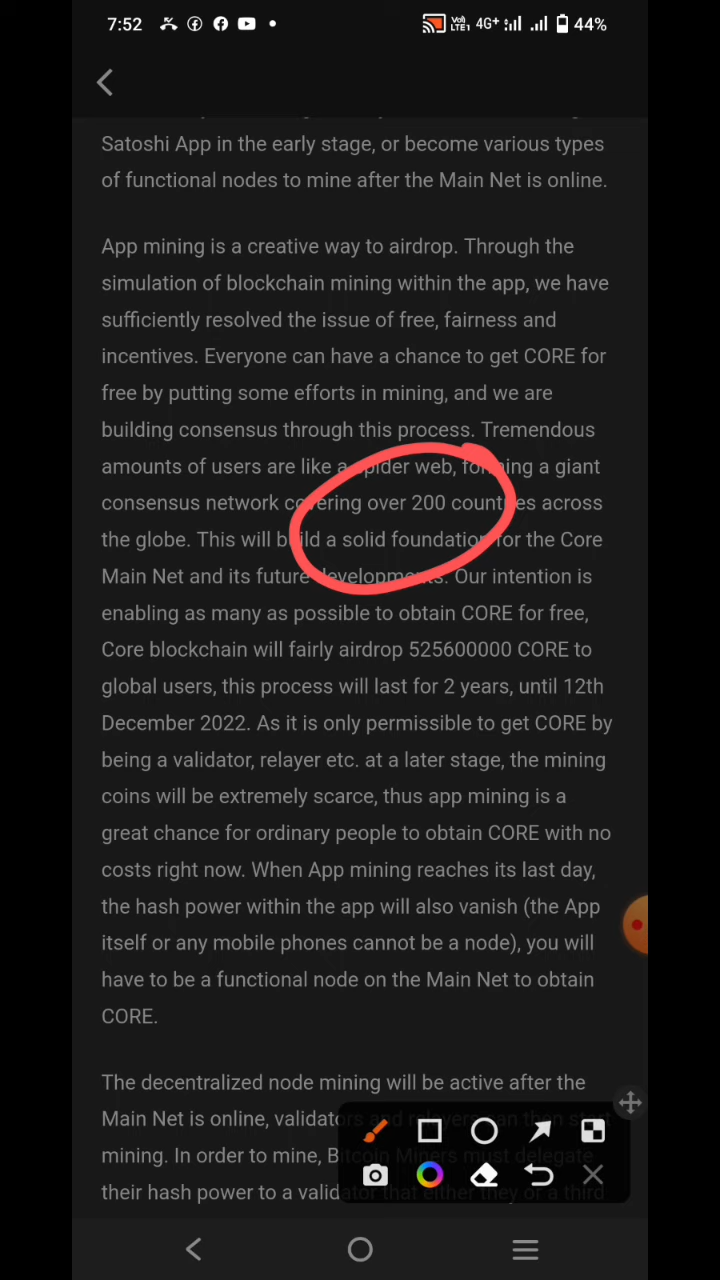 7:52
VoI) LTE1 4G+ 44%
Satoshi App in the early stage, or become various types
of functional nodes to mine after the Main Net is online.
App mining is a creative way to airdrop. Through the
simulation of blockchain mining within the app, we have
sufficiently resolved the issue of free, fairness and
incentives. Everyone can have a chance to get CORE for
free by putting some efforts in mining, and we are
building consensus through this process. Tremendous
amounts of users are like a spider web, forming a giant
consensus network covering over 200 countries across
the globe. This will build a solid foundation for the Core
Main Net and its future developments. Our intention is
enabling as many as possible to obtain CORE for free,
Core blockchain will fairly airdrop 525600000 CORE to
global users, this process will last for 2 years, until 12th
December 2022. As it is only permissible to get CORE by
being a validator, relayer etc. at a later stage, the mining
coins will be extremely scarce, thus app mining is a
great chance for ordinary people to obtain CORE with no
costs right now. When App mining reaches its last day,
the hash power within the app will also vanish (the App
itself or any mobile phones cannot be a node), you will
have to be a functional node on the Main Net to obtain
CORE.
The decentralized node mining will be active after the
Main Net is online, validators and relayers can then start
mining. In order to mine, Bitcoin Miners must delegate
their hash power to a validator that either they or a third